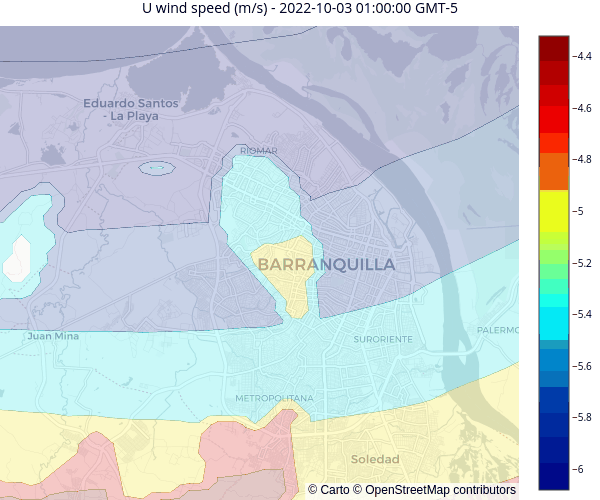 U wind speed (m/s) - 2022-10-03 01:00:00 GMT-5
−4.4
Eduardo Santos
- La Playa
−4.6
RIOMAR
−4.8
−5
−5.2
BARRANQUILLA
−5.4
Juan Mina
SURORIENTE
PALERMO
−5.6
METROPOLITANA
−5.8
Soledad
−6
© Carto © OpenStreetMap contributors